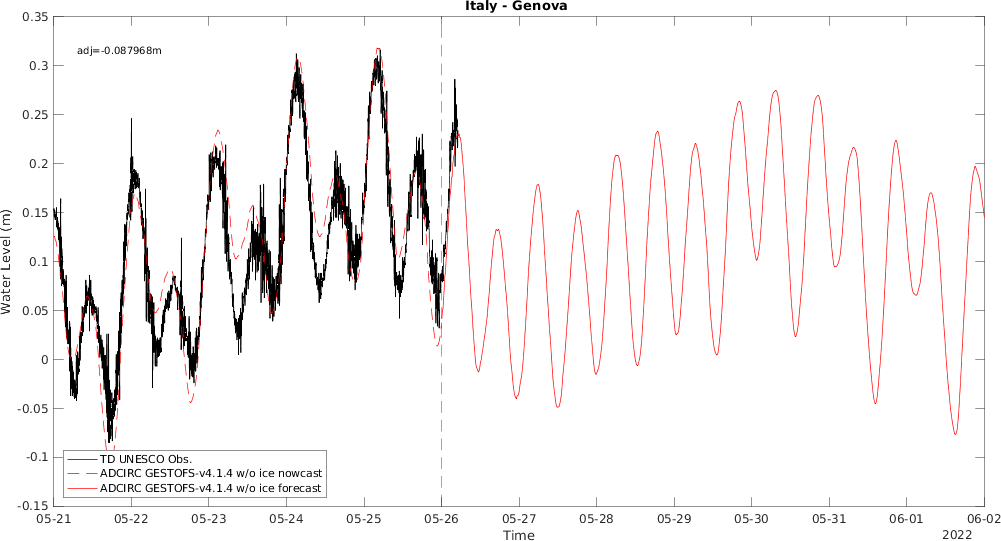 Italy - Genova
adj=-0.087968m
Water Level (m)
0.35
0.3
0.25
0.2
0.15
0.1
0.05
0
-0.05
-0.1
-0.15
TD UNESCO Obs.
ADCIRC GESTOFS-v4.1.4 w/o ice nowcast
ADCIRC GESTOFS-v4.1.4 w/o ice forecast
05-21 05-22 05-23 05-24 05-25 05-26 05-27 05-28 05-29 05-30 05-31 06-01 06-02
Time
2022